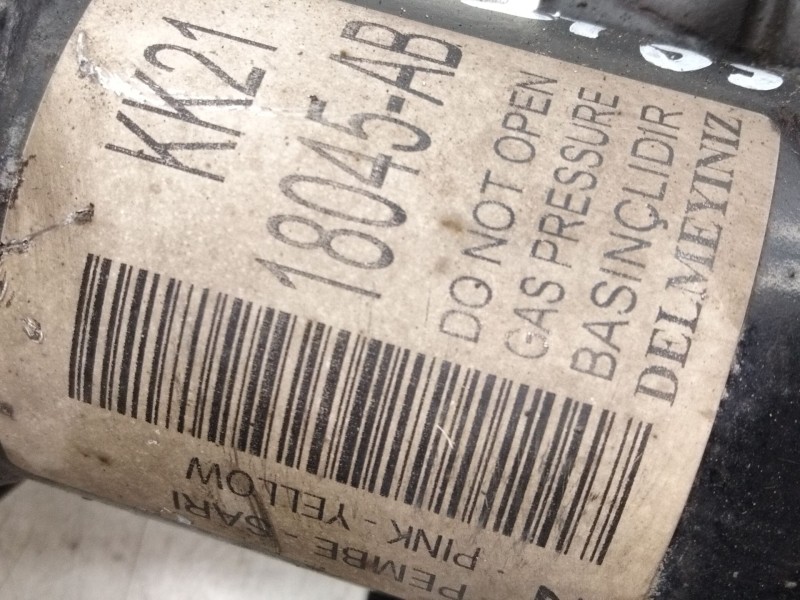 KK21
18045-AB
DO NOT OPEN
GAS PRESSURE
BASINÇLIDIR
DELMEYINIZ
PEMBE - SARI
- PINK - YELLOW